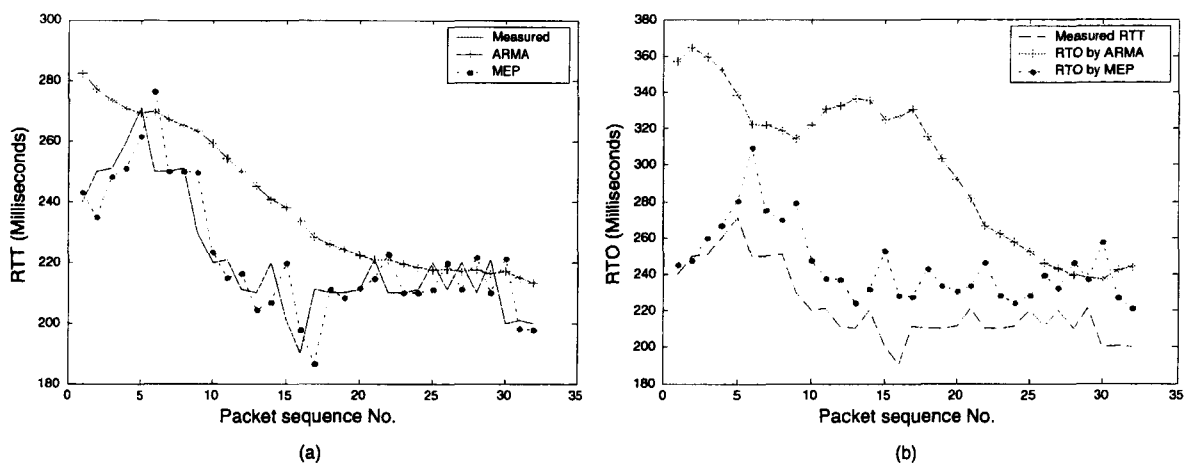 300
280
260
240
220
200
180
RTT (Milliseconds)
0 5 10 15 20 25 30 35
Packet sequence No.
Measured
ARMA
MEP
(a)
380
360
340
320
300
280
260
240
220
200
180
RTO (Milliseconds)
0 5 10 15 20 25 30 35
Packet sequence No.
Measured RTT
RTO by ARMA
RTO by MEP
(b)